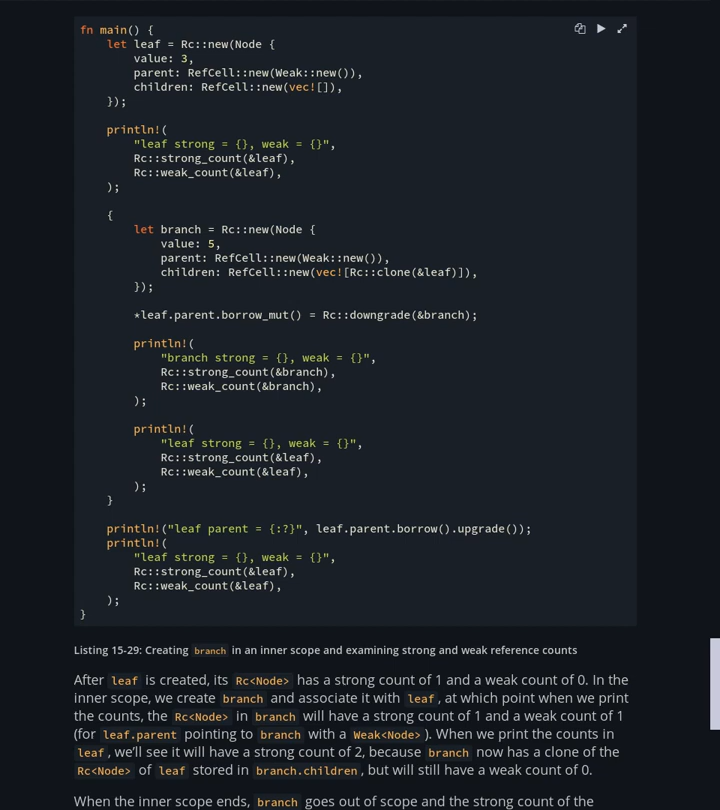 fn main() {
    let leaf = Rc::new(Node {
        value: 3,
        parent: RefCell::new(Weak::new()),
        children: RefCell::new(vec![]),
    });

    println!(
        "leaf strong = {}, weak = {}",
        Rc::strong_count(&leaf),
        Rc::weak_count(&leaf),
    );

    {
        let branch = Rc::new(Node {
            value: 5,
            parent: RefCell::new(Weak::new()),
            children: RefCell::new(vec![Rc::clone(&leaf)]),
        });

        *leaf.parent.borrow_mut() = Rc::downgrade(&branch);

        println!(
            "branch strong = {}, weak = {}",
            Rc::strong_count(&branch),
            Rc::weak_count(&branch),
        );

        println!(
            "leaf strong = {}, weak = {}",
            Rc::strong_count(&leaf),
            Rc::weak_count(&leaf),
        );
    }

    println!("leaf parent = {:?}", leaf.parent.borrow().upgrade());
    println!(
        "leaf strong = {}, weak = {}",
        Rc::strong_count(&leaf),
        Rc::weak_count(&leaf),
    );
}
Listing 15-29: Creating branch in an inner scope and examining strong and weak reference counts
After leaf is created, its Rc<Node> has a strong count of 1 and a weak count of 0. In the
inner scope, we create branch and associate it with leaf, at which point when we print
the counts, the Rc<Node> in branch will have a strong count of 1 and a weak count of 1
(for leaf.parent pointing to branch with a Weak<Node>). When we print the counts in
leaf, we'll see it will have a strong count of 2, because branch now has a clone of the
Rc<Node> of leaf stored in branch.children, but will still have a weak count of 0.
When the inner scope ends, branch goes out of scope and the strong count of the